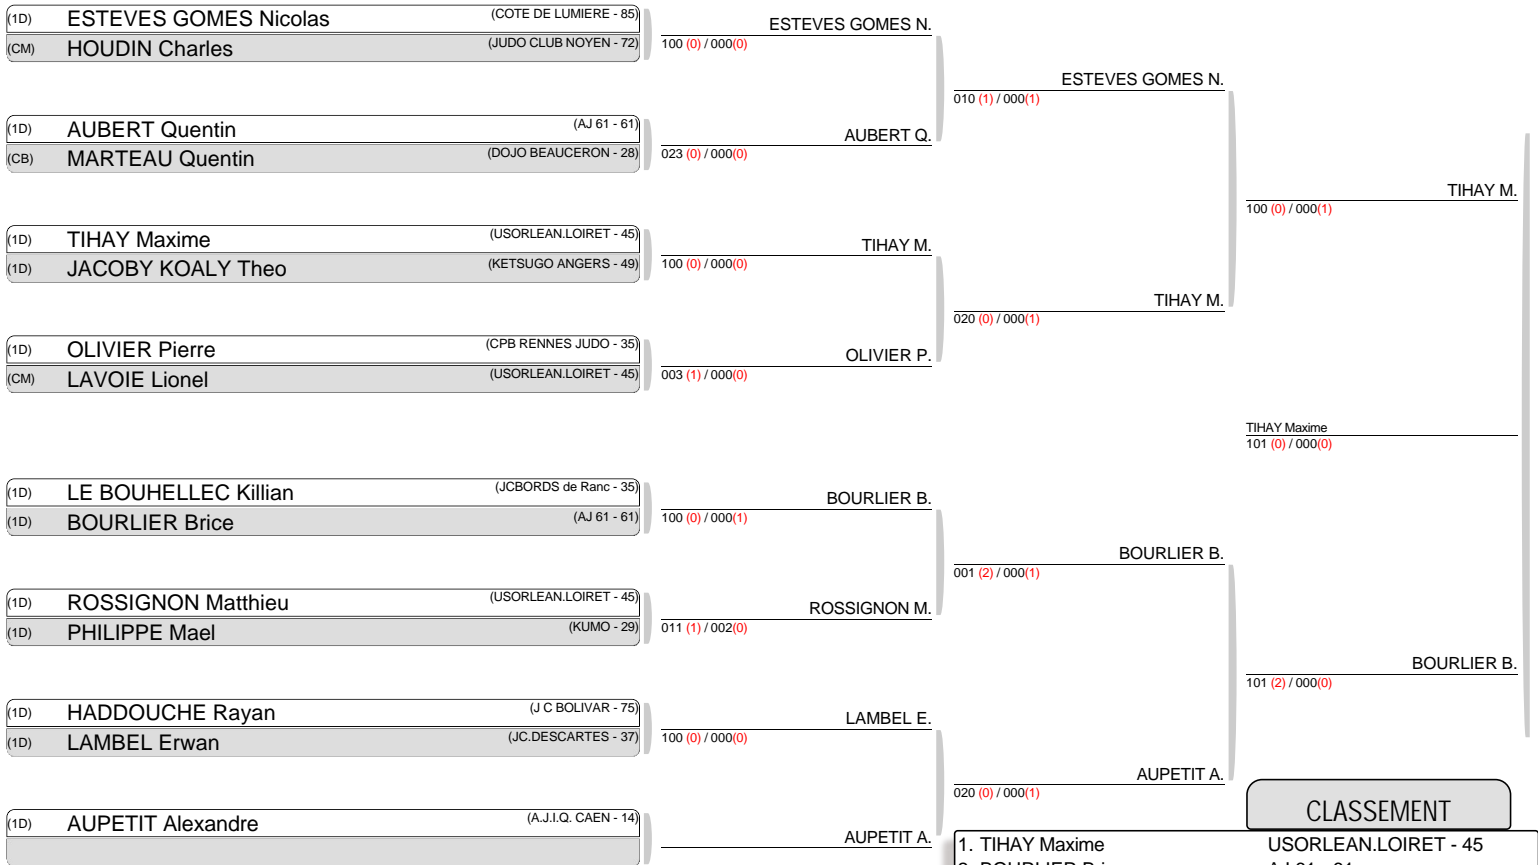 (1D) ESTEVES GOMES Nicolas (COTE DE LUMIERE - 85)
(CM) HOUDIN Charles (JUDO CLUB NOYEN - 72)
(1D) AUBERT Quentin (AJ 61 - 61)
(CB) MARTEAU Quentin (DOJO BEAUCERON - 28)
(1D) TIHAY Maxime (USORLEAN.LOIRET - 45)
(1D) JACOBY KOALY Theo (KETSUGO ANGERS - 49)
(1D) OLIVIER Pierre (CPB RENNES JUDO - 35)
(CM) LAVOIE Lionel (USORLEAN.LOIRET - 45)
(1D) LE BOUHELLEC Killian (JCBORDS de Ranc - 35)
(1D) BOURLIER Brice (AJ 61 - 61)
(1D) ROSSIGNON Matthieu (USORLEAN.LOIRET - 45)
(1D) PHILIPPE Mael (KUMO - 29)
(1D) HADDOUCHE Rayan (J C BOLIVAR - 75)
(1D) LAMBEL Erwan (JC.DESCARTES - 37)
(1D) AUPETIT Alexandre (A.J.I.Q. CAEN - 14)
ESTEVES GOMES N.
100 (0) / 000(0)
AUBERT Q.
023 (0) / 000(0)
TIHAY M.
100 (0) / 000(0)
OLIVIER P.
003 (1) / 000(0)
BOURLIER B.
100 (0) / 000(1)
ROSSIGNON M.
011 (1) / 002(0)
LAMBEL E.
100 (0) / 000(0)
AUPETIT A.
ESTEVES GOMES N.
010 (1) / 000(1)
TIHAY M.
020 (0) / 000(1)
BOURLIER B.
001 (2) / 000(1)
AUPETIT A.
020 (0) / 000(1)
TIHAY M.
100 (0) / 000(1)
TIHAY Maxime
101 (0) / 000(0)
BOURLIER B.
101 (2) / 000(0)
CLASSEMENT
1. TIHAY Maxime USORLEAN.LOIRET - 45